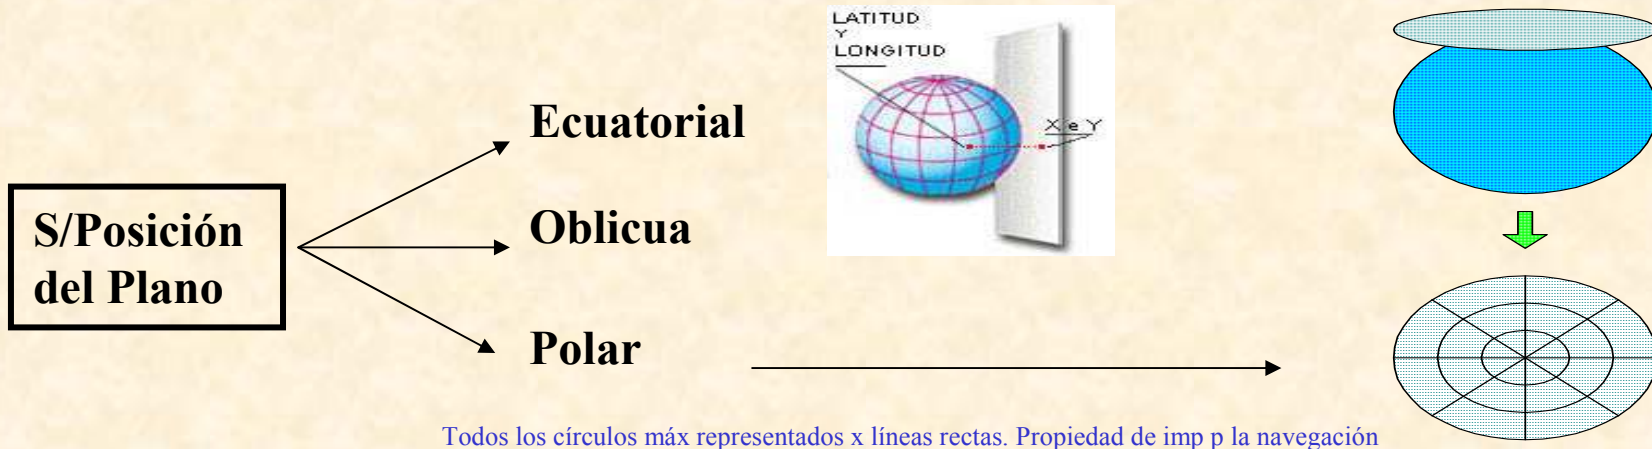 LATITUD
Y
LONGITUD
X e Y
Ecuatorial
S/Posición
del Plano
Oblicua
Polar
Todos los círculos máx representados x líneas rectas. Propiedad de imp p la navegación